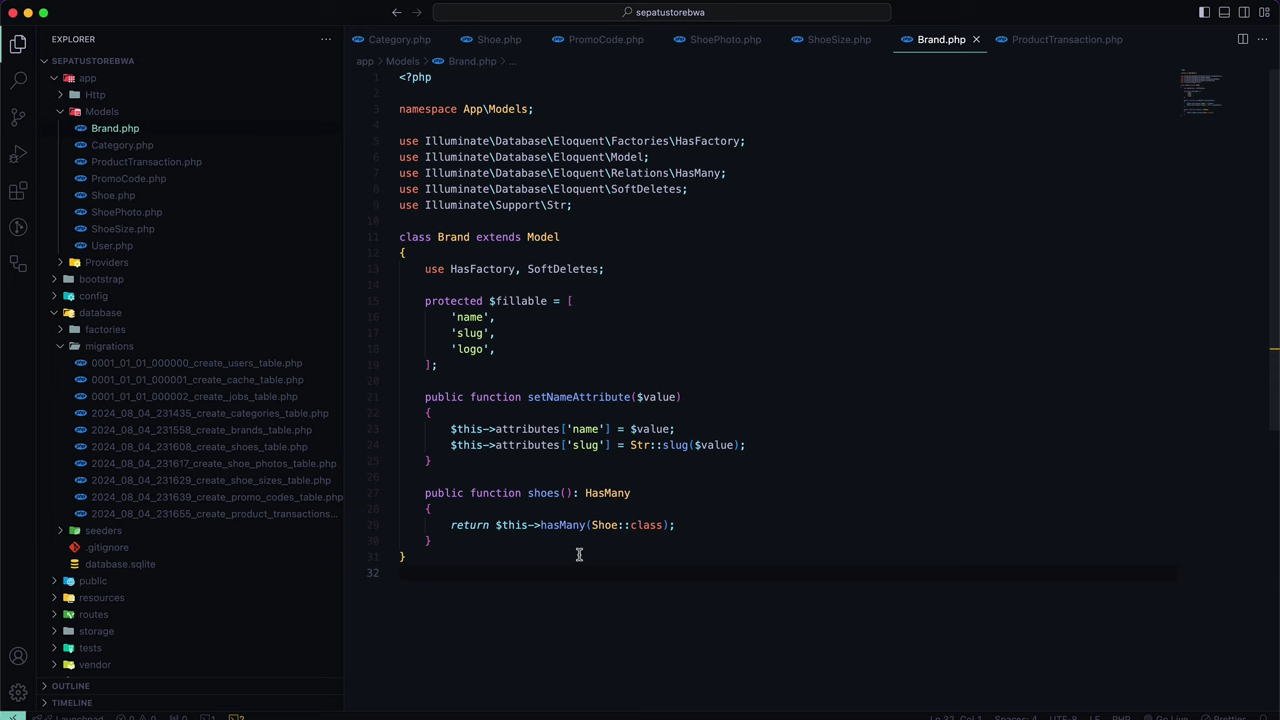 sepatustorebwa
EXPLORER
SEPATUSTOREBWA
app
Http
Models
Brand.php
Category.php
ProductTransaction.php
PromoCode.php
Shoe.php
ShoePhoto.php
ShoeSize.php
User.php
Providers
bootstrap
config
database
factories
migrations
0001_01_01_000000_create_users_table.php
0001_01_01_000001_create_cache_table.php
0001_01_01_000002_create_jobs_table.php
2024_08_04_231435_create_categories_table.php
2024_08_04_231558_create_brands_table.php
2024_08_04_231608_create_shoes_table.php
2024_08_04_231617_create_shoe_photos_table.php
2024_08_04_231629_create_shoe_sizes_table.php
2024_08_04_231639_create_promo_codes_table.php
2024_08_04_231655_create_product_transactions...
seeders
.gitignore
database.sqlite
public
resources
routes
storage
tests
vendor
OUTLINE
TIMELINE
Category.php Shoe.php PromoCode.php ShoePhoto.php ShoeSize.php Brand.php ProductTransaction.php
app > Models > Brand.php > ...
1 <?php
2
3 namespace App\Models;
4
5 use Illuminate\Database\Eloquent\Factories\HasFactory;
6 use Illuminate\Database\Eloquent\Model;
7 use Illuminate\Database\Eloquent\Relations\HasMany;
8 use Illuminate\Database\Eloquent\SoftDeletes;
9 use Illuminate\Support\Str;
10
11 class Brand extends Model
12 {
13 use HasFactory, SoftDeletes;
14
15 protected $fillable = [
16 'name',
17 'slug',
18 'logo',
19 ];
20
21 public function setNameAttribute($value)
22 {
23 $this->attributes['name'] = $value;
24 $this->attributes['slug'] = Str::slug($value);
25 }
26
27 public function shoes(): HasMany
28 {
29 return $this->hasMany(Shoe::class);
30 }
31 }
32